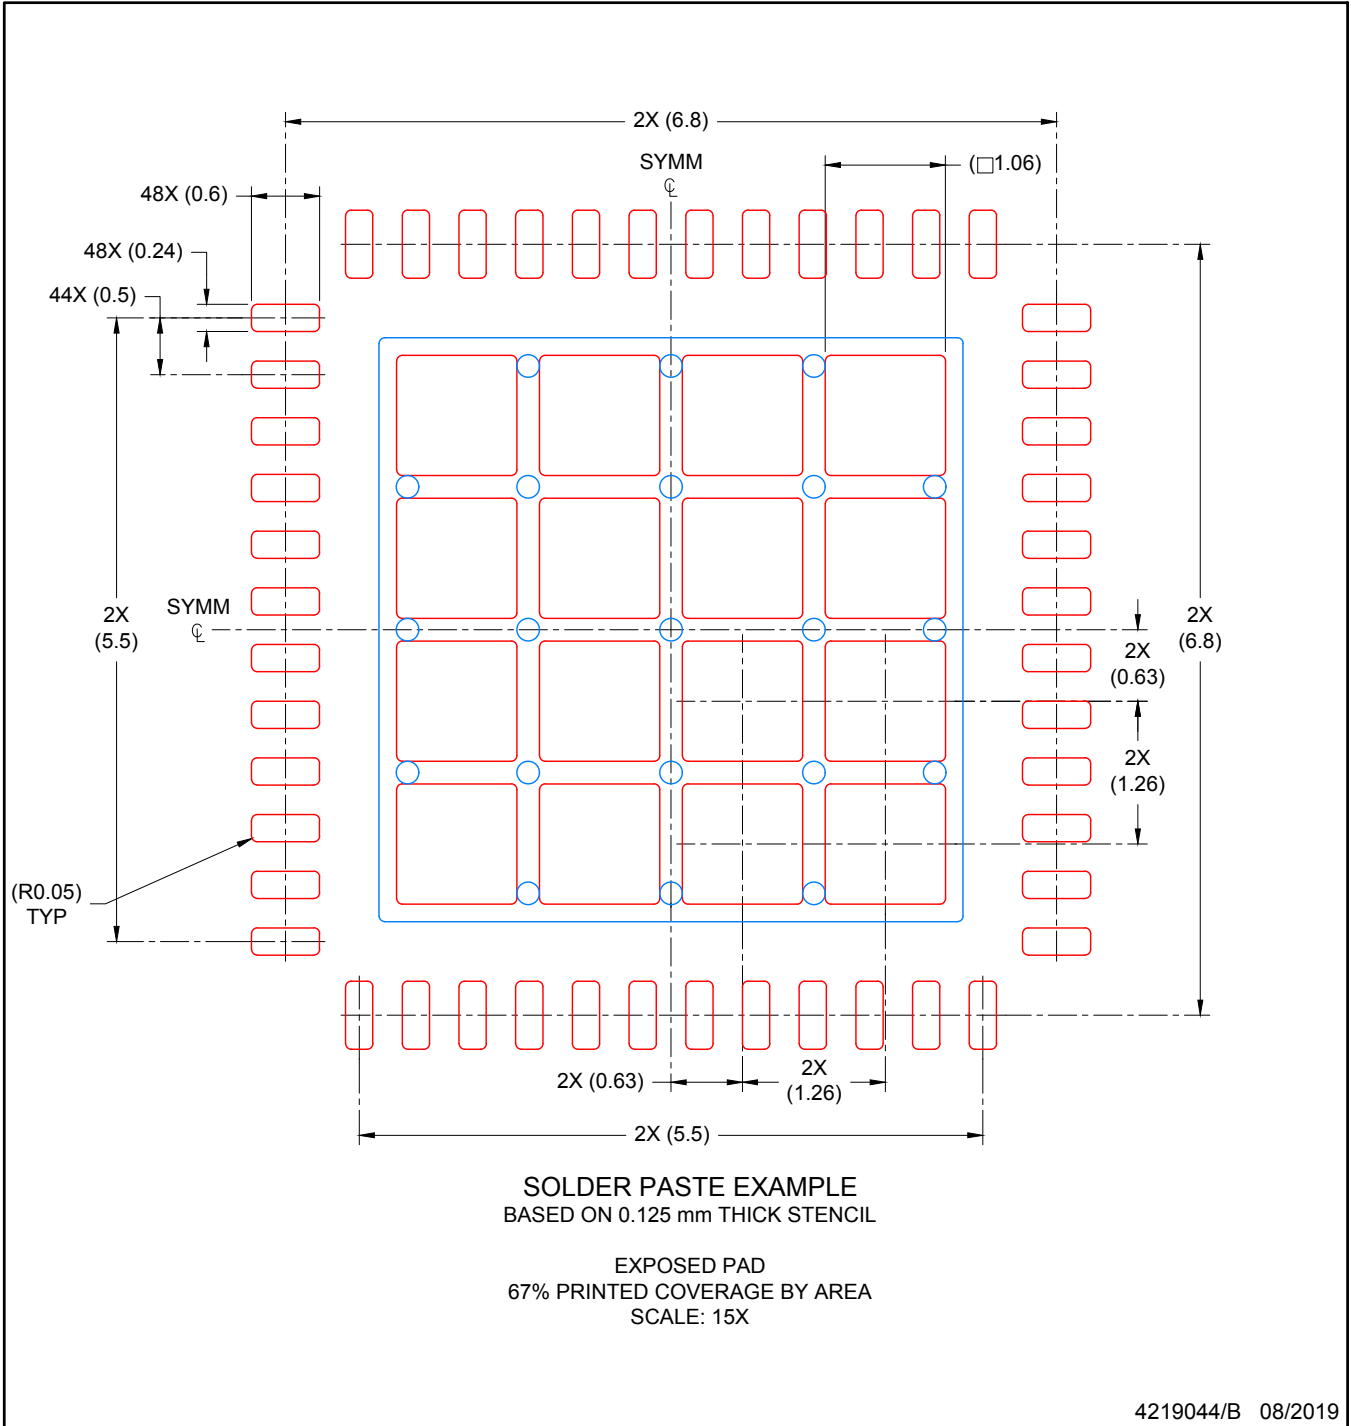 2X (6.8)
SYMM
℄
(□1.06)
48X (0.6)
48X (0.24)
44X (0.5)
SYMM
℄
2X
(5.5)
2X
(6.8)
2X
(0.63)
2X
(1.26)
(R0.05)
TYP
2X (0.63)
2X
(1.26)
2X (5.5)
SOLDER PASTE EXAMPLE
BASED ON 0.125 mm THICK STENCIL
EXPOSED PAD
67% PRINTED COVERAGE BY AREA
SCALE: 15X
4219044/B 08/2019